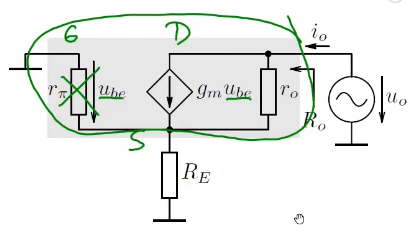 G D
i_o
r_π u_be g_m u_be r_o R_o u_o
S
R_E